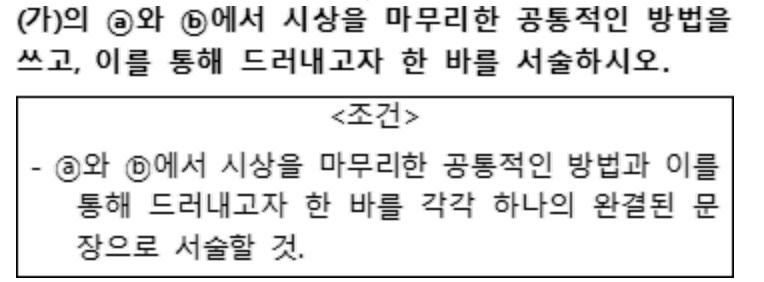 (가)의 ⓐ와 ⓑ에서 시상을 마무리한 공통적인 방법을
쓰고, 이를 통해 드러내고자 한 바를 서술하시오.
<조건>
- ⓐ와 ⓑ에서 시상을 마무리한 공통적인 방법과 이를
통해 드러내고자 한 바를 각각 하나의 완결된 문
장으로 서술할 것.